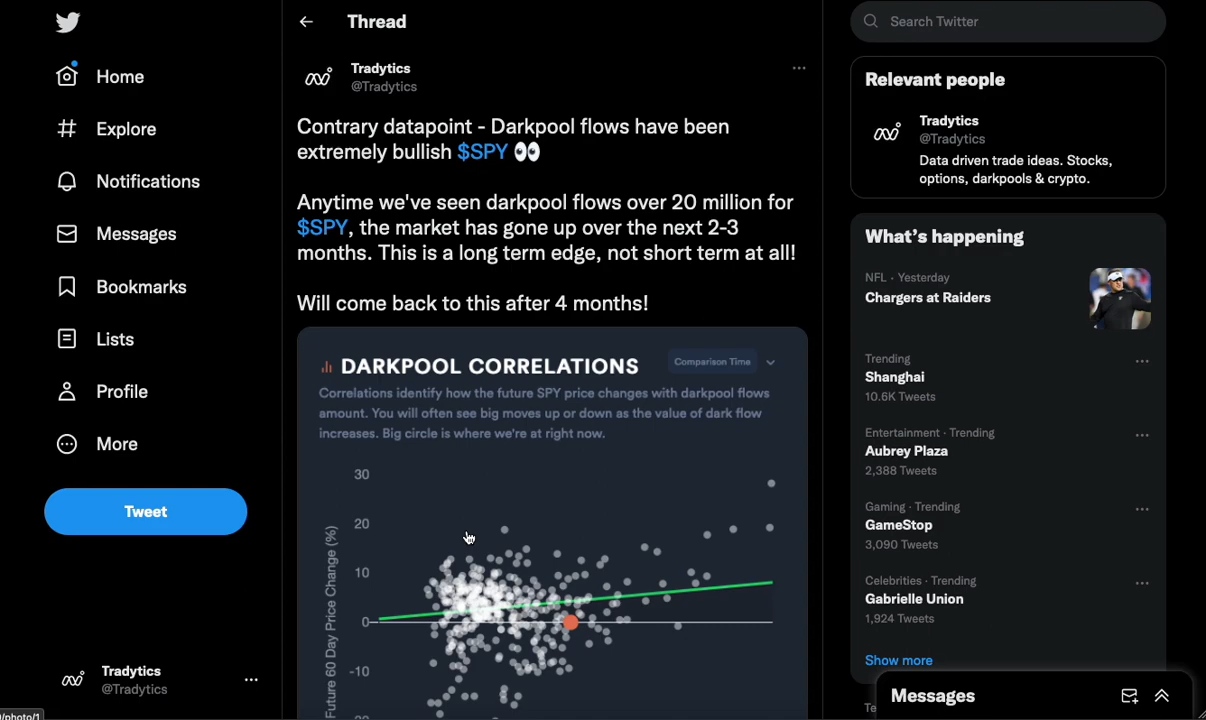 Home
Explore
Notifications
Messages
Bookmarks
Lists
Profile
More
Tweet
Tradytics
@Tradytics
/photo/1
Thread
Tradytics
@Tradytics
Contrary datapoint - Darkpool flows have been
extremely bullish $SPY 👀
Anytime we've seen darkpool flows over 20 million for
$SPY, the market has gone up over the next 2-3
months. This is a long term edge, not short term at all!
Will come back to this after 4 months!
DARKPOOL CORRELATIONS
Comparison Time
Correlations identify how the future SPY price changes with darkpool flows
amount. You will often see big moves up or down as the value of dark flow
increases. Big circle is where we're at right now.
Future 60 Day Price Change (%)
30
20
10
0
-10
Search Twitter
Relevant people
Tradytics
@Tradytics
Data driven trade ideas. Stocks,
options, darkpools & crypto.
What's happening
NFL · Yesterday
Chargers at Raiders
Trending
Shanghai
10.6K Tweets
Entertainment · Trending
Aubrey Plaza
2,388 Tweets
Gaming · Trending
GameStop
3,090 Tweets
Celebrities · Trending
Gabrielle Union
1,924 Tweets
Show more
Messages